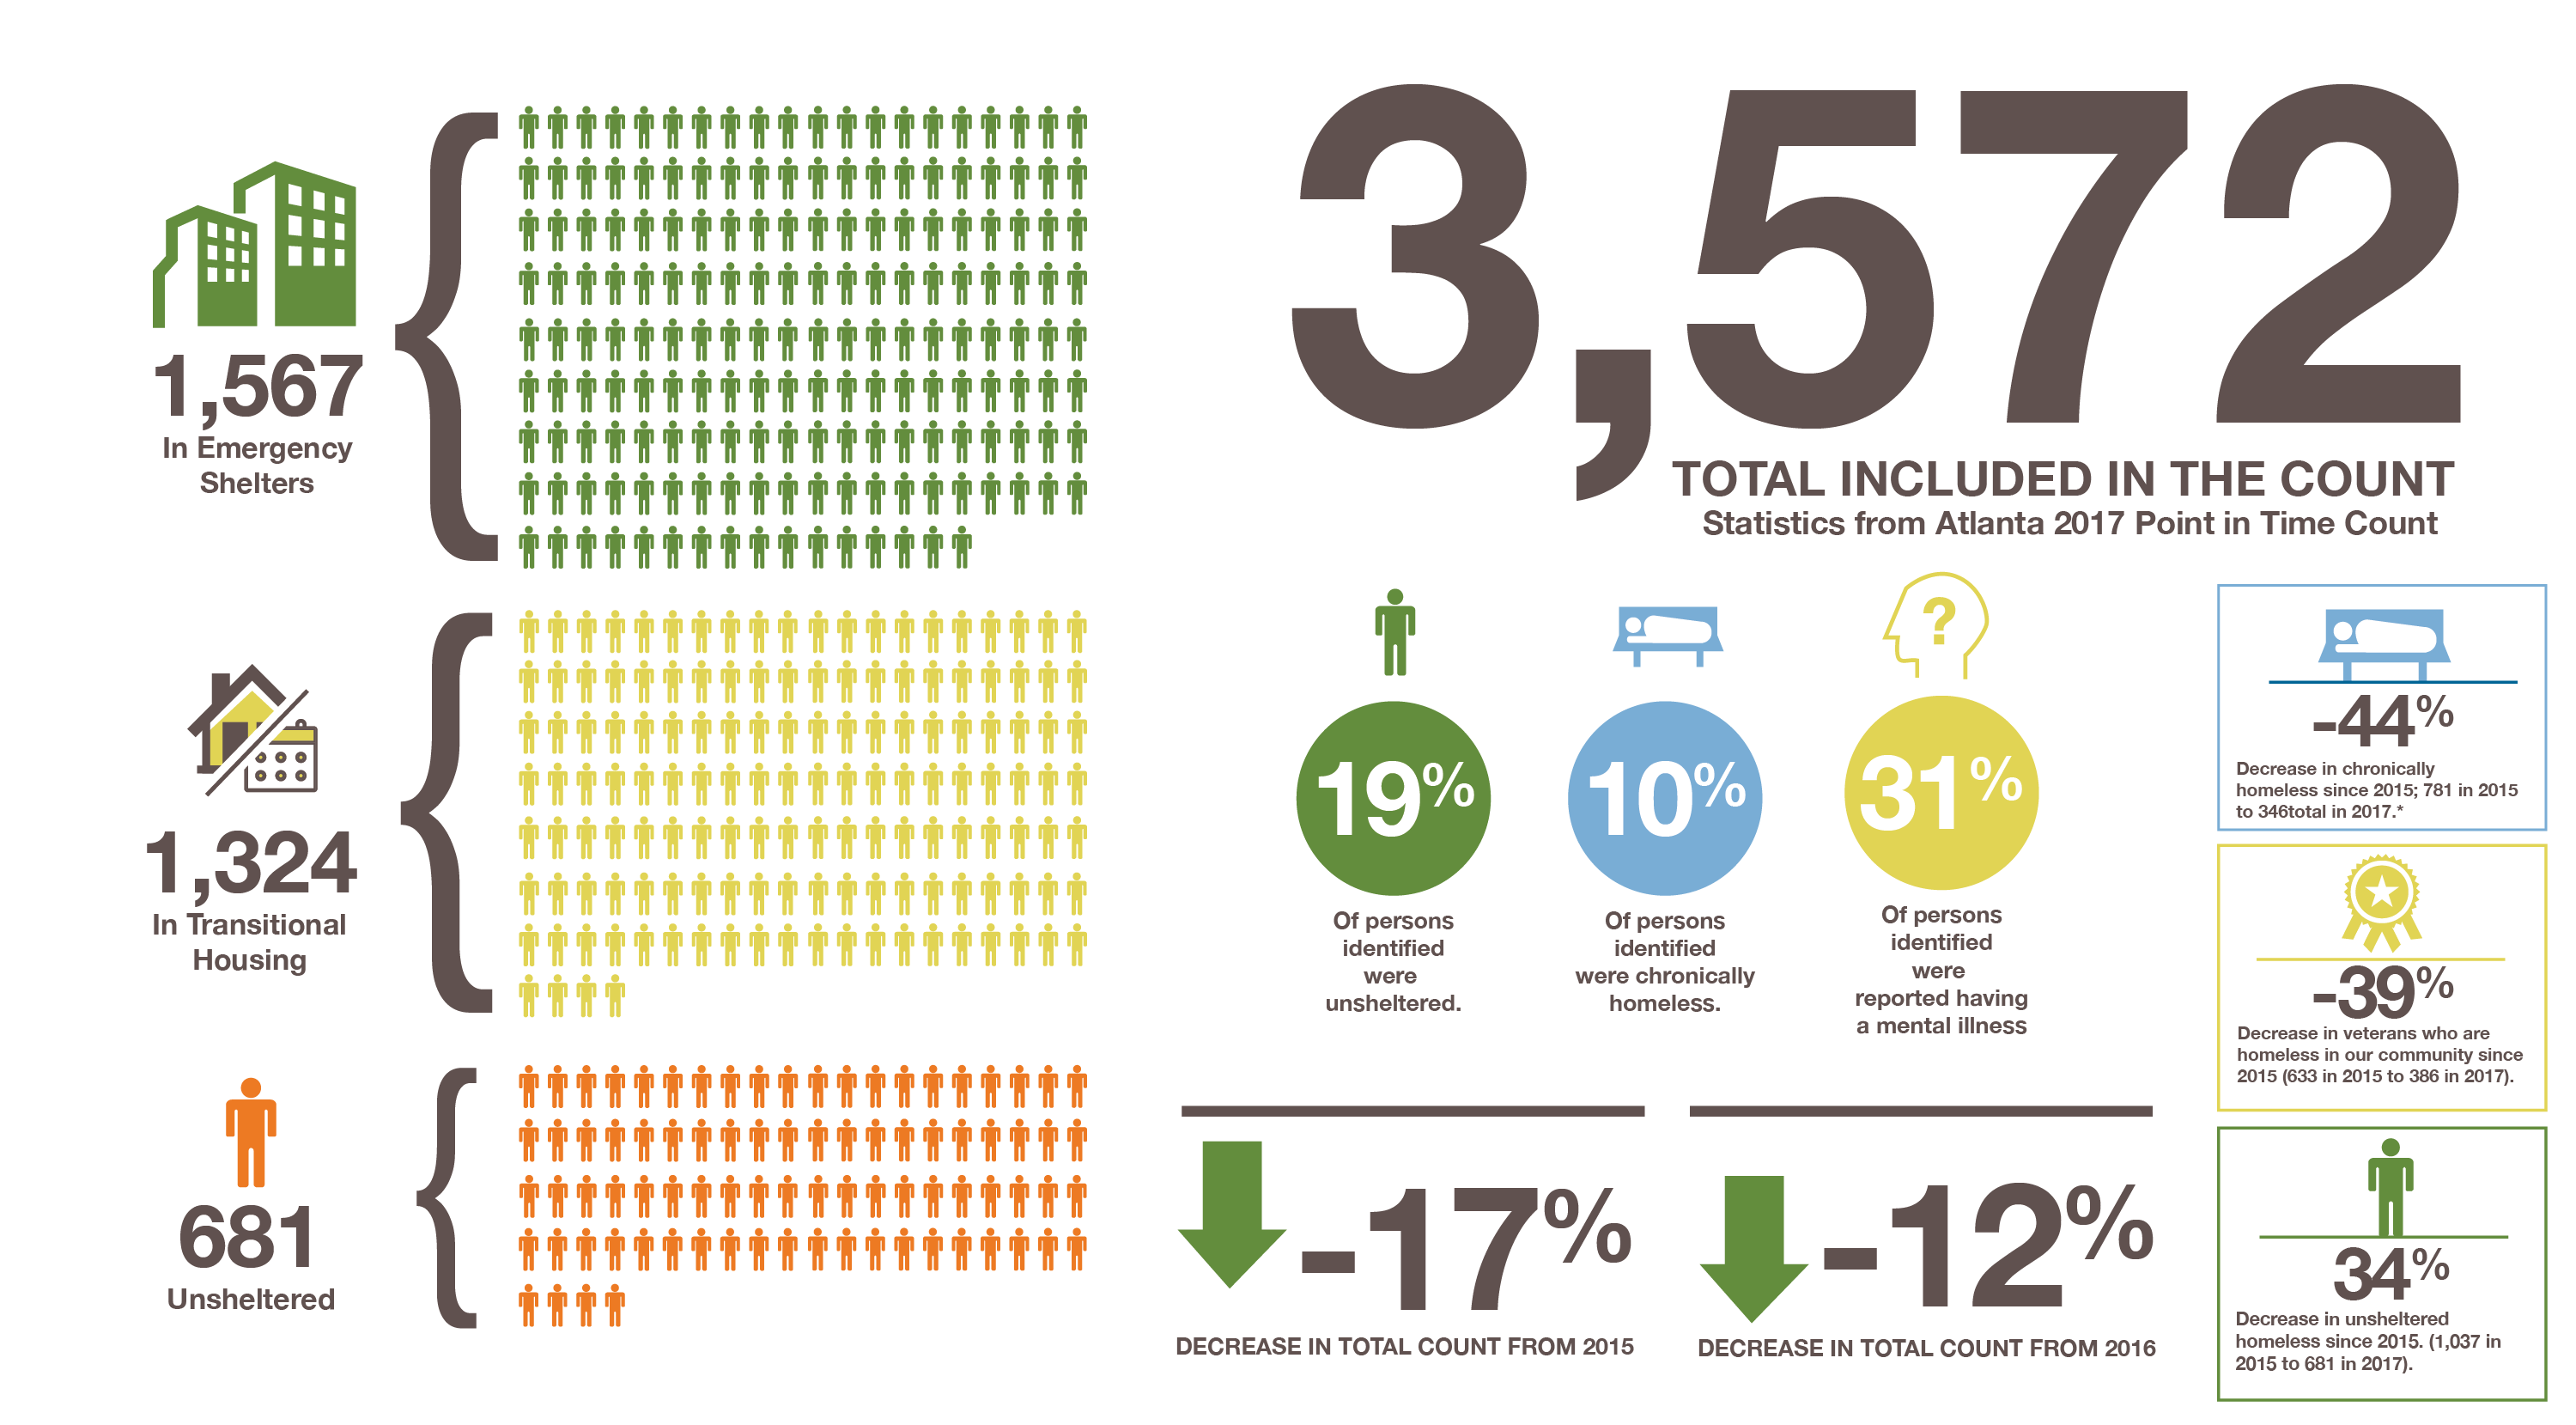 1,567
In Emergency
Shelters
1,324
In Transitional
Housing
681
Unsheltered
3,572
TOTAL INCLUDED IN THE COUNT
Statistics from Atlanta 2017 Point in Time Count
?
19%
Of persons
identified
were
unsheltered.
10%
Of persons
identified
were chronically
homeless.
31%
Of persons
identified
were
reported having
a mental illness
-17%
DECREASE IN TOTAL COUNT FROM 2015
-12%
DECREASE IN TOTAL COUNT FROM 2016
-44%
Decrease in chronically
homeless since 2015; 781 in 2015
to 346total in 2017.*
-39%
Decrease in veterans who are
homeless in our community since
2015 (633 in 2015 to 386 in 2017).
34%
Decrease in unsheltered
homeless since 2015. (1,037 in
2015 to 681 in 2017).